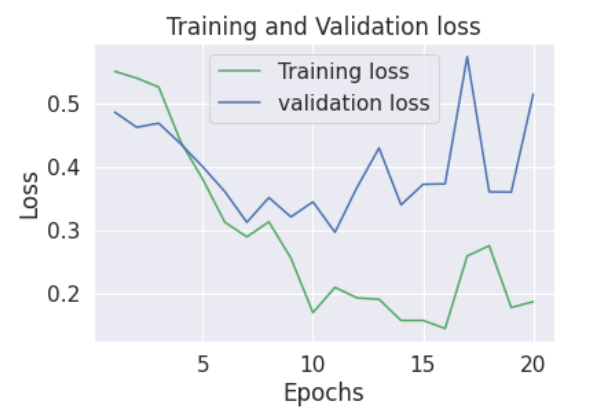 Training and Validation loss
Training loss
validation loss
0.5
0.4
0.3
0.2
Loss
5
10
15
20
Epochs